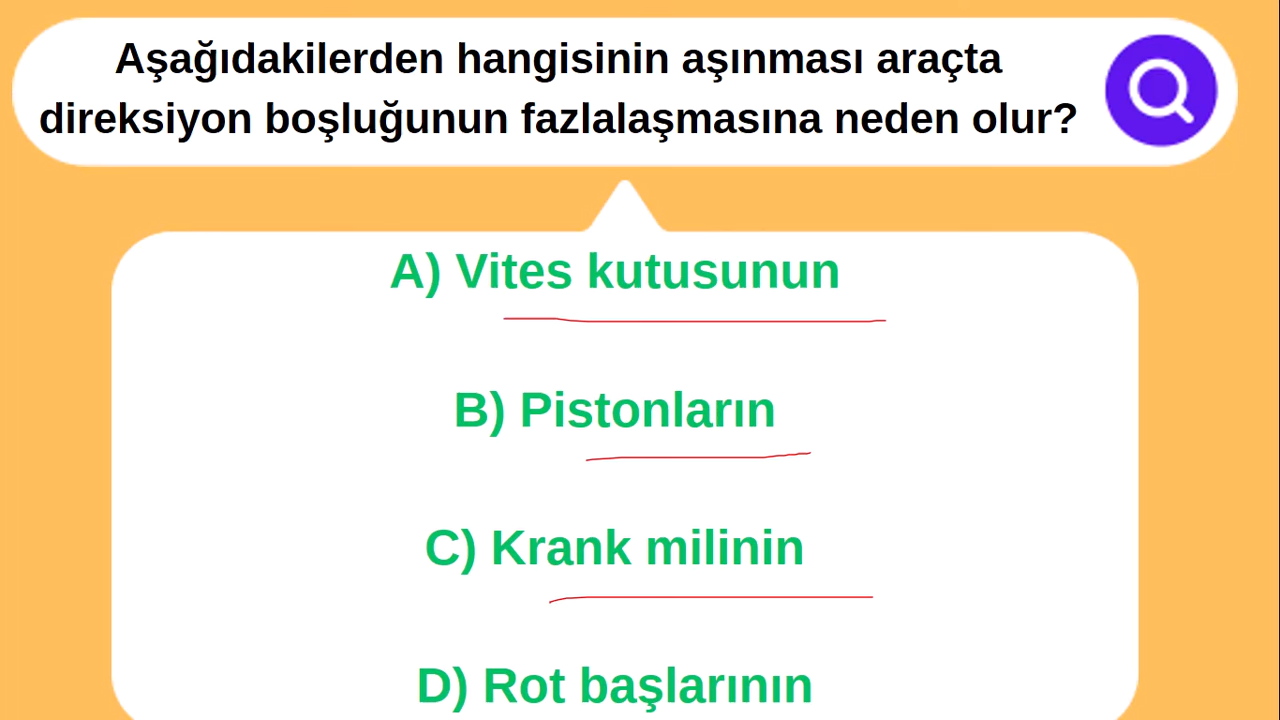 Aşağıdakilerden hangisinin aşınması araçta
direksiyon boşluğunun fazlalaşmasına neden olur?
A) Vites kutusunun
B) Pistonların
C) Krank milinin
D) Rot başlarının